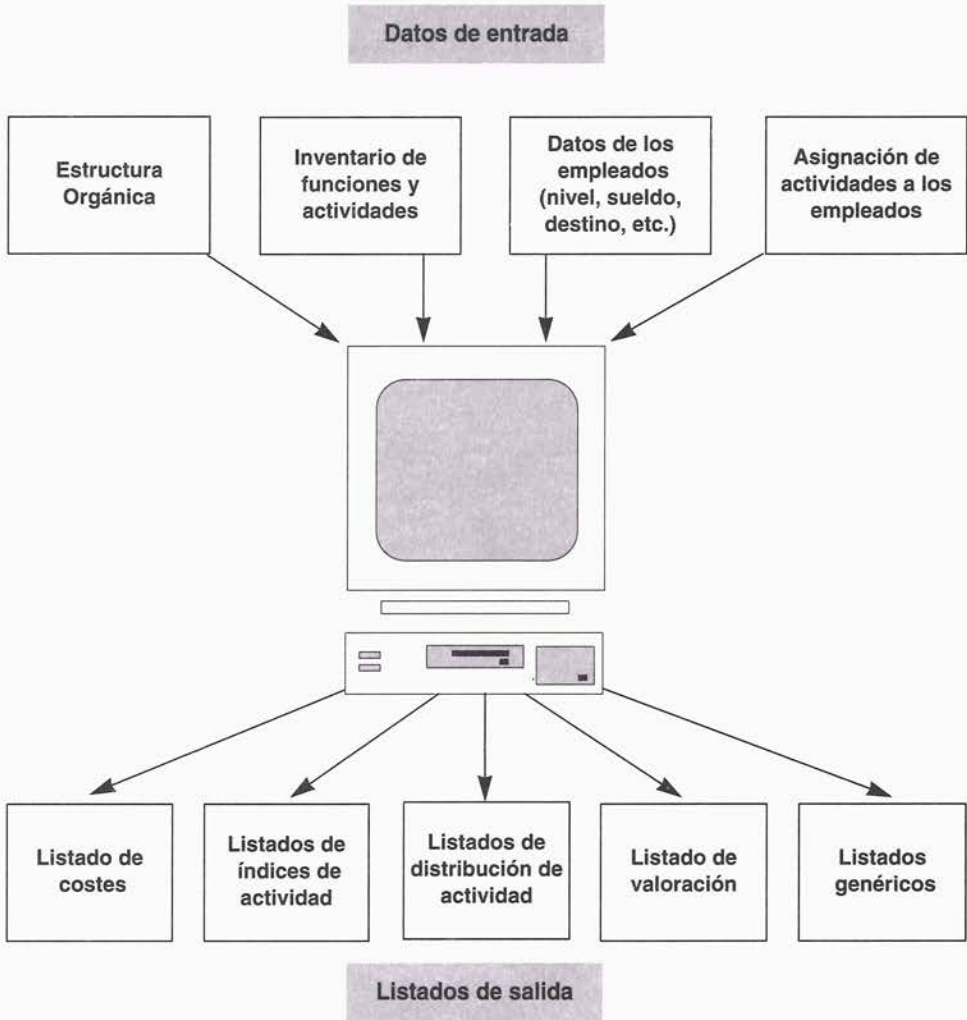 Datos de entrada
Estructura
Orgánica
Inventario de
funciones y
actividades
Datos de los
empleados
(nivel, sueldo,
destino, etc.)
Asignación de
actividades a los
empleados
Listado de
costes
Listados de
índices de
actividad
Listados de
distribución de
actividad
Listado de
valoración
Listados
genéricos
Listados de salida